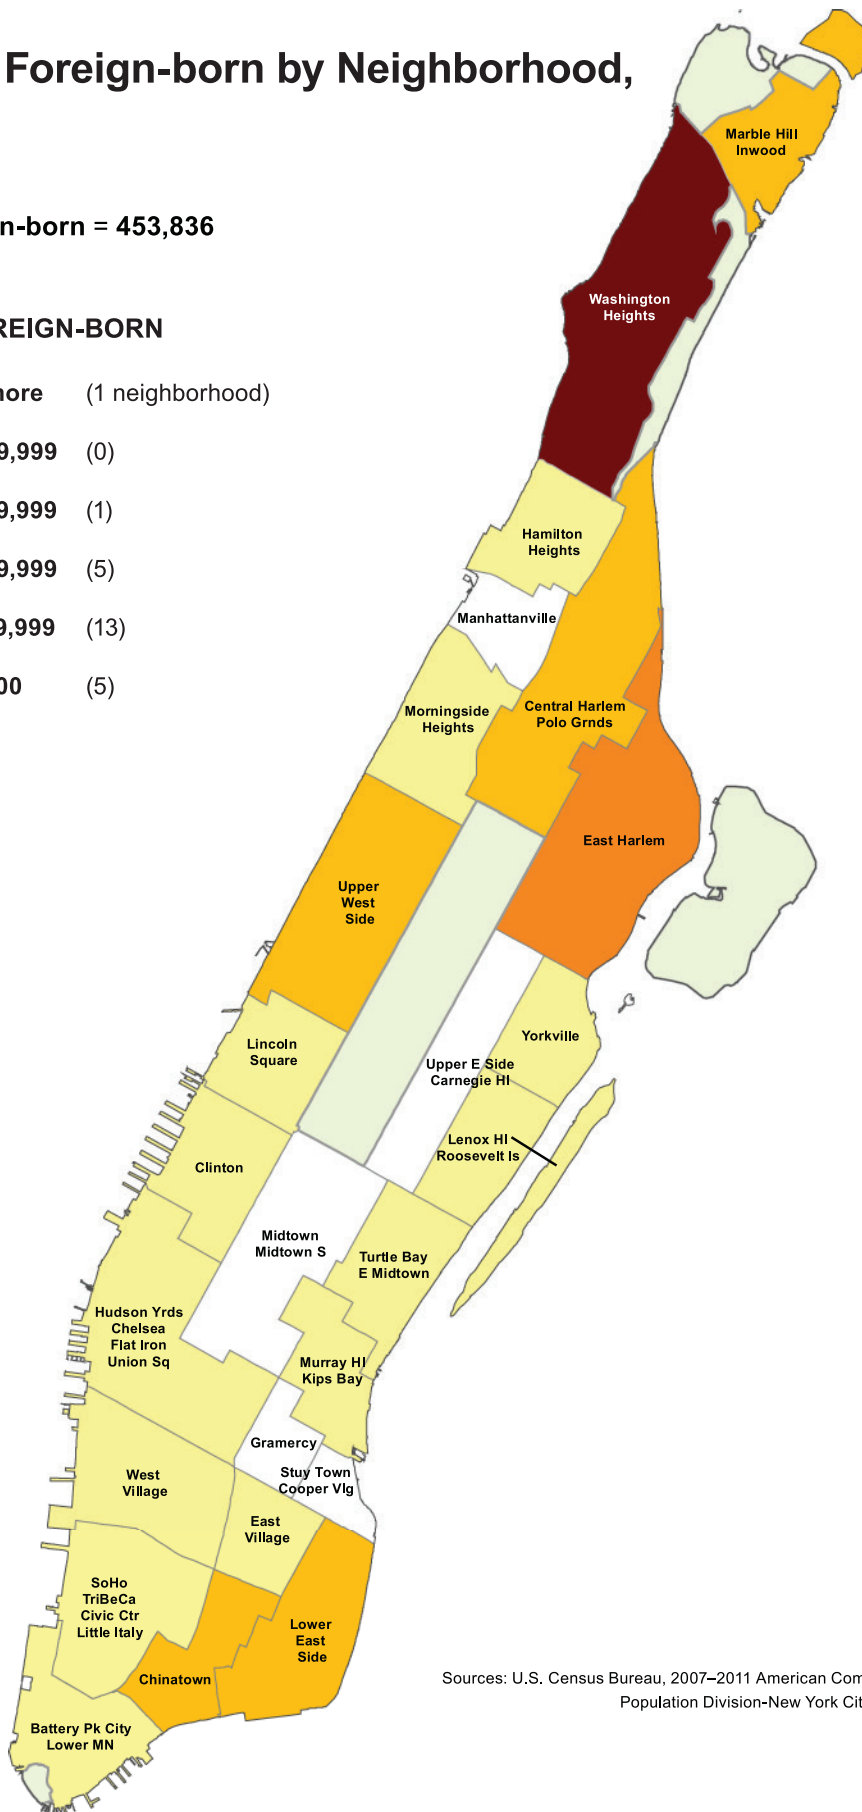 Foreign-born by Neighborhood,
n-born = 453,836
REIGN-BORN
nore (1 neighborhood)
9,999 (0)
9,999 (1)
9,999 (5)
9,999 (13)
00 (5)
Marble Hill
Inwood
Washington
Heights
Hamilton
Heights
Manhattanville
Morningside
Heights
Central Harlem
Polo Grnds
East Harlem
Upper
West
Side
Lincoln
Square
Yorkville
Upper E Side
Carnegie Hl
Lenox Hl
Roosevelt Is
Clinton
Midtown
Midtown S
Turtle Bay
E Midtown
Hudson Yrds
Chelsea
Flat Iron
Union Sq
Murray Hl
Kips Bay
Gramercy
Stuy Town
Cooper Vlg
West
Village
East
Village
SoHo
TriBeCa
Civic Ctr
Little Italy
Lower
East
Side
Chinatown
Battery Pk City
Lower MN
Sources: U.S. Census Bureau, 2007–2011 American Com
Population Division-New York Cit